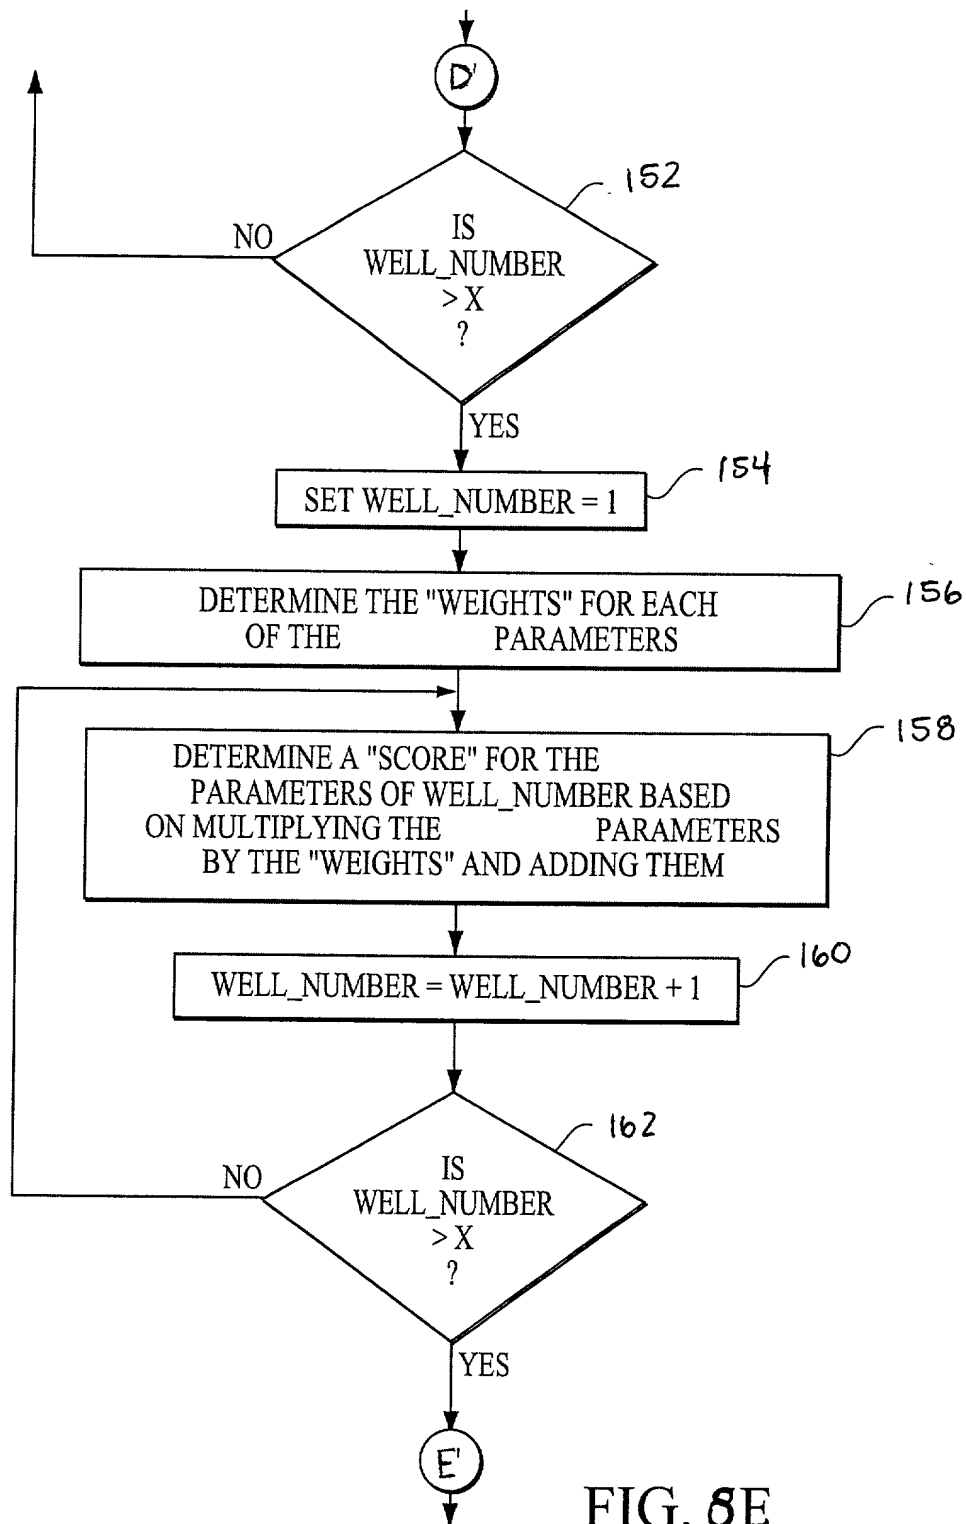 D'
152
IS
WELL_NUMBER
> X
?
NO
YES
154
SET WELL_NUMBER = 1
156
DETERMINE THE "WEIGHTS" FOR EACH
OF THE PARAMETERS
158
DETERMINE A "SCORE" FOR THE
PARAMETERS OF WELL_NUMBER BASED
ON MULTIPLYING THE PARAMETERS
BY THE "WEIGHTS" AND ADDING THEM
160
WELL_NUMBER = WELL_NUMBER + 1
162
IS
WELL_NUMBER
> X
?
NO
YES
E'
FIG. 8E